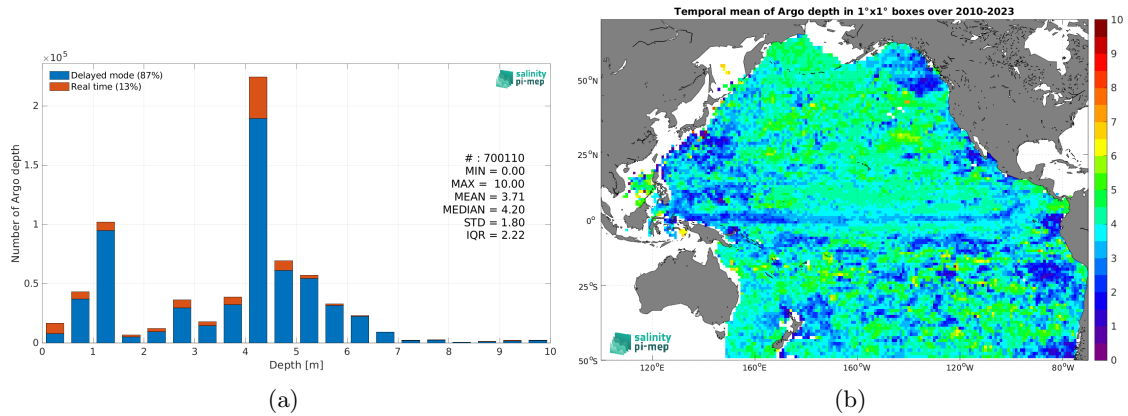 ×10⁵
Delayed mode (87%)
Real time (13%)
salinity
pi-mep
# : 700110
MIN = 0.00
MAX = 10.00
MEAN = 3.71
MEDIAN = 4.20
STD = 1.80
IQR = 2.22
Number of Argo depth
2
1.5
1
0.5
0
0 1 2 3 4 5 6 7 8 9 10
Depth [m]
(a)
Temporal mean of Argo depth in 1°x1° boxes over 2010-2023
50°N
25°N
0°
25°S
50°S
120°E 160°E 160°W 120°W 80°W
salinity
pi-mep
10
9
8
7
6
5
4
3
2
1
0
(b)